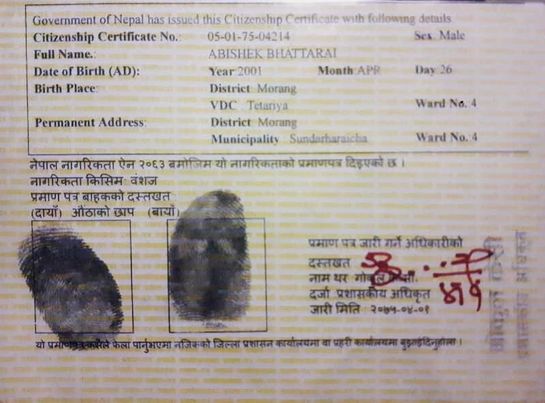 Government of Nepal has issued this Citizenship Certificate with following details
Citizenship Certificate No.: 05-01-75-04214 Sex: Male
Full Name.: ABISHEK BHATTARAI
Date of Birth (AD): Year 2001 Month APR Day 26
Birth Place: District Morang
VDC Tetariya Ward No. 4
Permanent Address: District Morang
Municipality Sundarharaicha Ward No. 4
नेपाल नागरिकता ऐन २०६३ बमोजिम यो नागरिकताको प्रमाणपत्र दिइएको छ ।
नागरिकता किसिम: वंशज
प्रमाण पत्र बाहकको दस्तखत
(दायाँ) औंठाको छाप (बायाँ)
प्रमाण पत्र जारी गर्ने अधिकारीको
दस्तखत
नाम थर गोकुल
दर्जा प्रशासकीय अधिकृत
जारी मिति : २०७५-०४-०१
यो प्रमाणपत्र कसैले फेला पार्नुभएमा नजिकको जिल्ला प्रशासन कार्यालयमा वा प्रहरी कार्यालयमा बुझाइदिनुहोला ।
प्रशासकीय अधिकृत